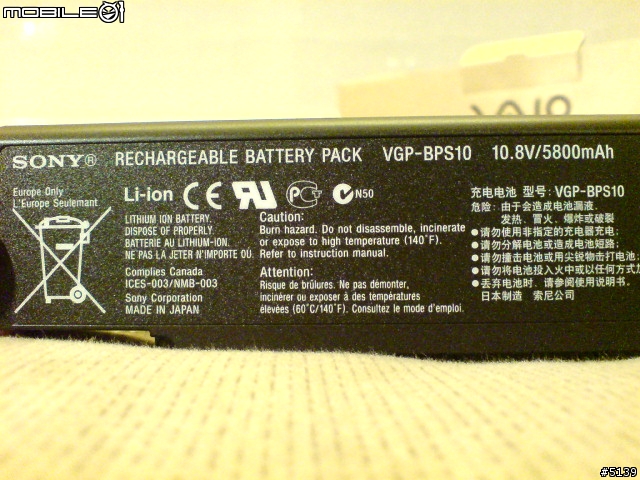 MOBILE01
VAIO
SONY® RECHARGEABLE BATTERY PACK VGP-BPS10 10.8V/5800mAh
Europe Only
L'Europe Seulement
Li-ion CE N50
LITHIUM ION BATTERY.
DISPOSE OF PROPERLY.
BATTERIE AU LITHIUM-ION.
NE PAS LA JETER N'IMPORTE OÙ
Complies Canada
ICES-003/NMB-003
Sony Corporation
MADE IN JAPAN
Caution:
Burn hazard. Do not disassemble, incinerate
or expose to high temperature (140˚F).
Refer to instruction manual.
Attention:
Risque de brûlures. Ne pas démonter,
incinérer ou exposer à des températures
élevées (60˚C/140˚F). Consultez le mode d'emploi.
充电电池 型号: VGP-BPS10
危险: 由于会造成电池漏液、
发热、冒火、爆炸或破裂
●请勿使用非指定的充电器充电.
●请勿分解电池或造成电池短路;
●请勿撞击电池或用尖锐物击打电池;
●请勿将电池投入火中或以任何方式
●丢弃电池时、请参阅使用说明书.
日本制造 索尼公司
#5139